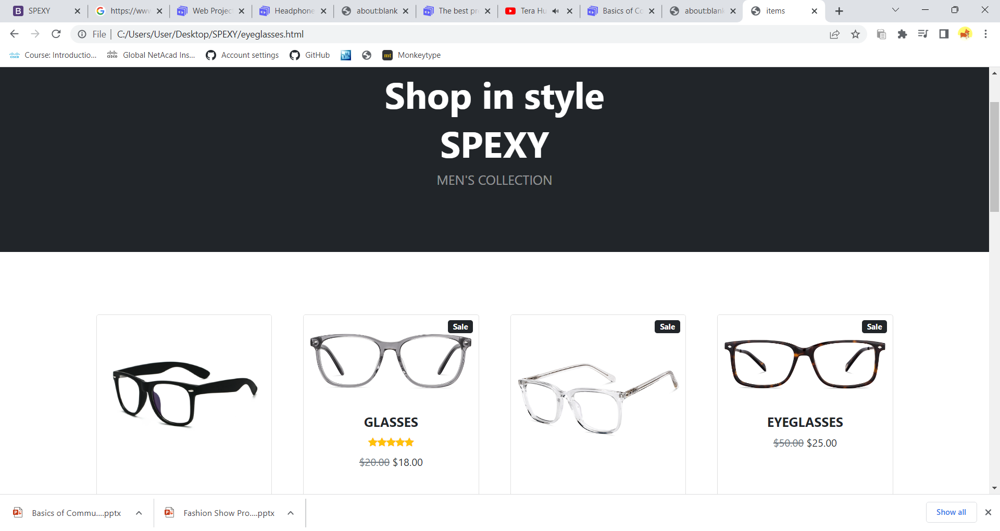 SPEXY
https://www
Web Projec
Headphone
about:blank
The best pr
Tera Hu
Basics of Co
about:blank
items
File
C:/Users/User/Desktop/SPEXY/eyeglasses.html
Course: Introductio...
Global NetAcad Ins...
Account settings
GitHub
mt
Monkeytype
Shop in style
SPEXY
MEN'S COLLECTION
Sale
Sale
Sale
GLASSES
$20.00 $18.00
EYEGLASSES
$50.00 $25.00
Basics of Commu....pptx
Fashion Show Pro....pptx
Show all